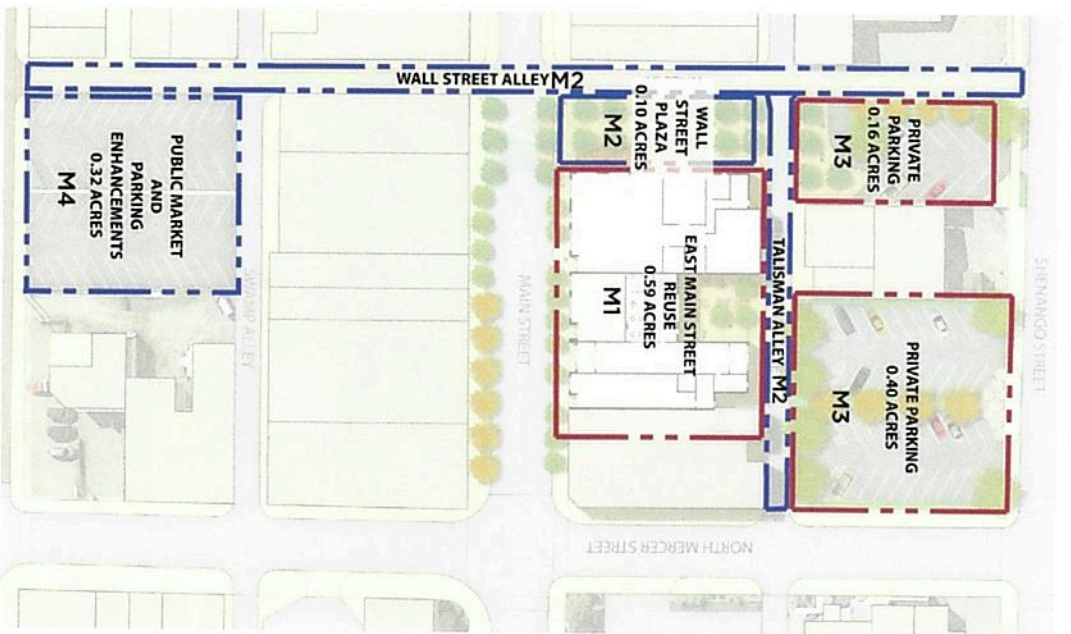 WALL STREET ALLEY M2
WALL
STREET
PLAZA
0.10 ACRES
M2
PRIVATE
PARKING
0.16 ACRES
M3
PUBLIC MARKET
AND
PARKING
ENHANCEMENTS
0.32 ACRES
M4
EAST MAIN STREET
REUSE
0.59 ACRES
M1
TALISMAN ALLEY M2
PRIVATE PARKING
0.40 ACRES
M3
SWAMP ALLEY
MAIN STREET
SHENANGO STREET
NORTH MERCER STREET